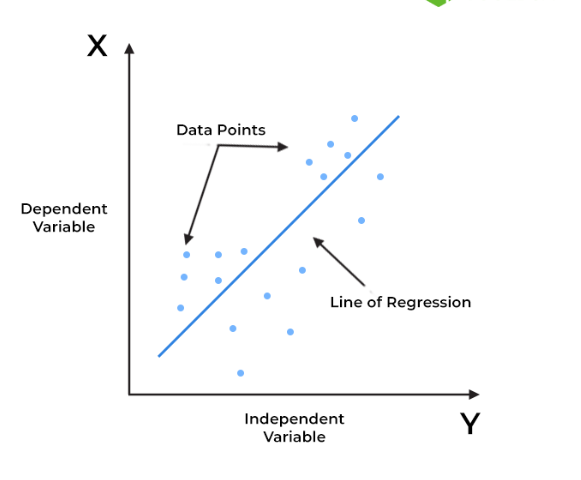 X
Data Points
Dependent
Variable
Line of Regression
Independent
Variable
Y